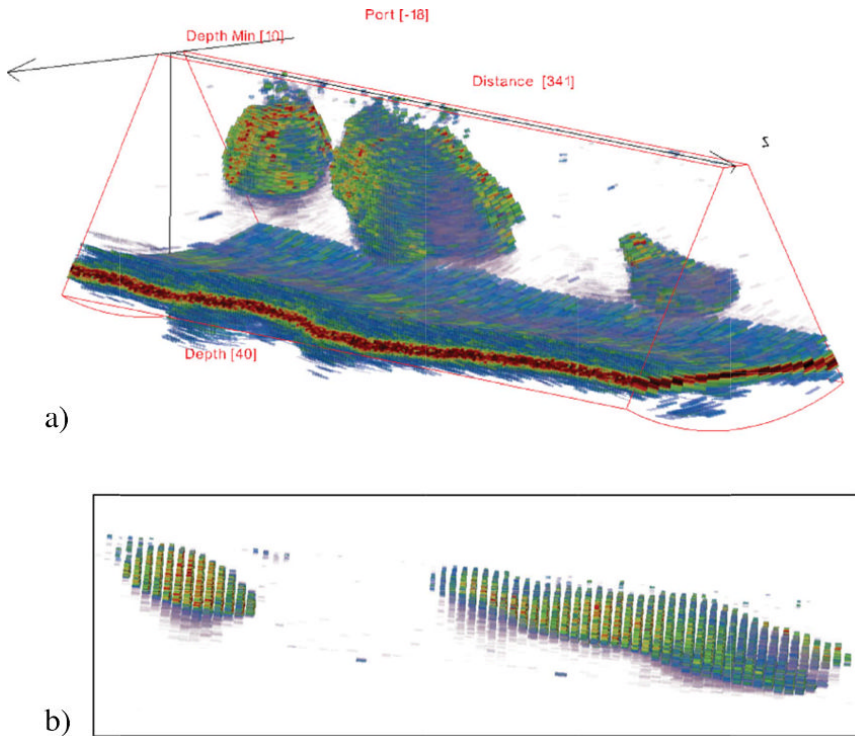 Port [-18]
Depth Min [10]
Distance [341]
Depth [40]
a)
b)